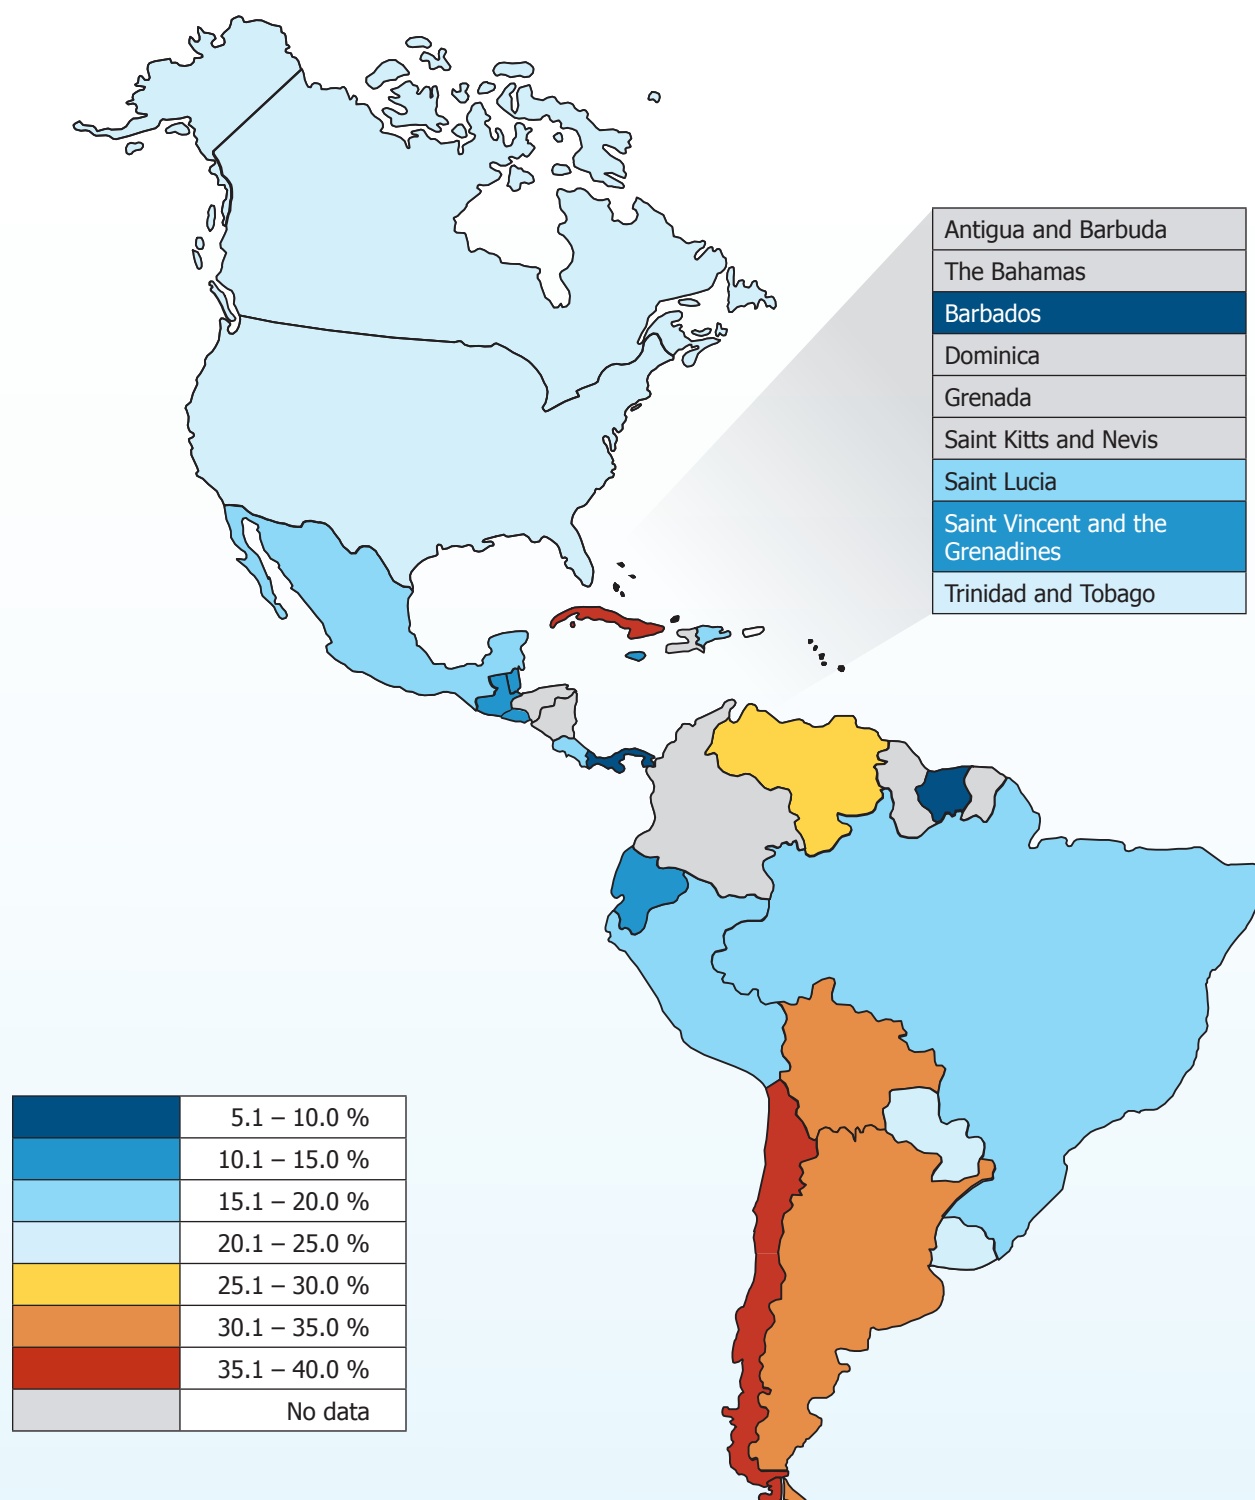 Antigua and Barbuda
The Bahamas
Barbados
Dominica
Grenada
Saint Kitts and Nevis
Saint Lucia
Saint Vincent and the
Grenadines
Trinidad and Tobago
5.1 – 10.0 %
10.1 – 15.0 %
15.1 – 20.0 %
20.1 – 25.0 %
25.1 – 30.0 %
30.1 – 35.0 %
35.1 – 40.0 %
No data